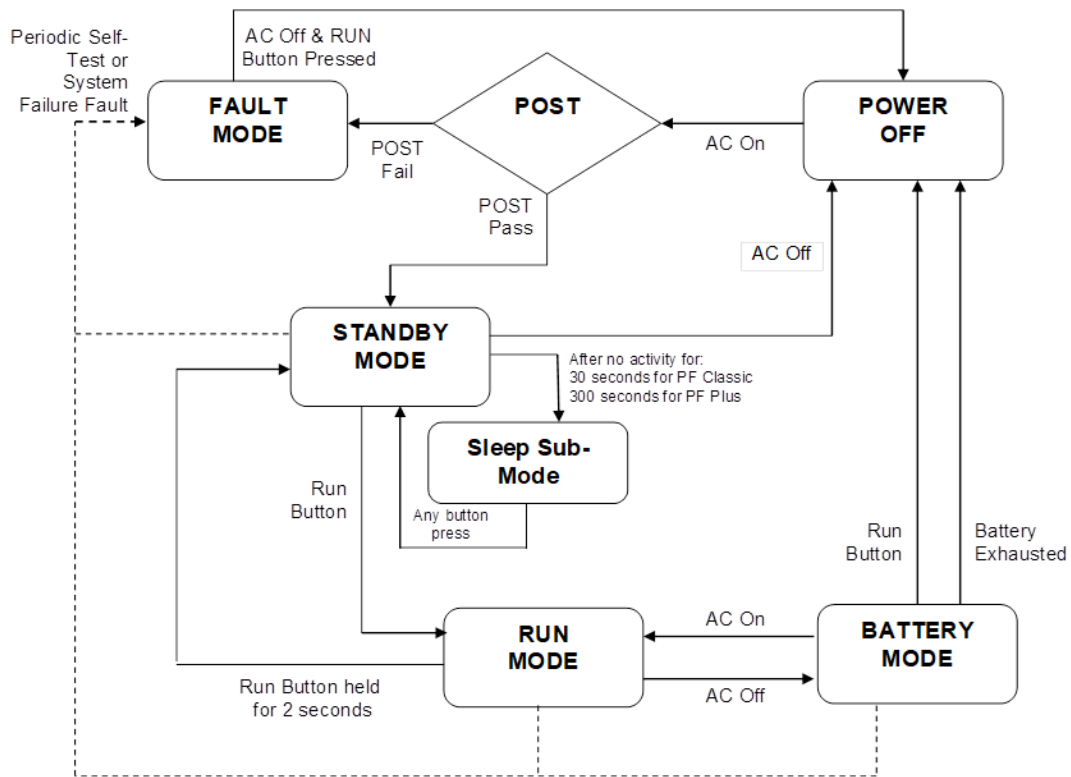 Periodic Self-
Test or
System
Failure Fault
AC Off & RUN
Button Pressed
FAULT
MODE
POST
POWER
OFF
POST
Fail
AC On
POST
Pass
AC Off
STANDBY
MODE
After no activity for:
30 seconds for PF Classic
300 seconds for PF Plus
Sleep Sub-
Mode
Run
Button
Any button
press
Run
Button
Battery
Exhausted
RUN
MODE
AC On
BATTERY
MODE
Run Button held
for 2 seconds
AC Off